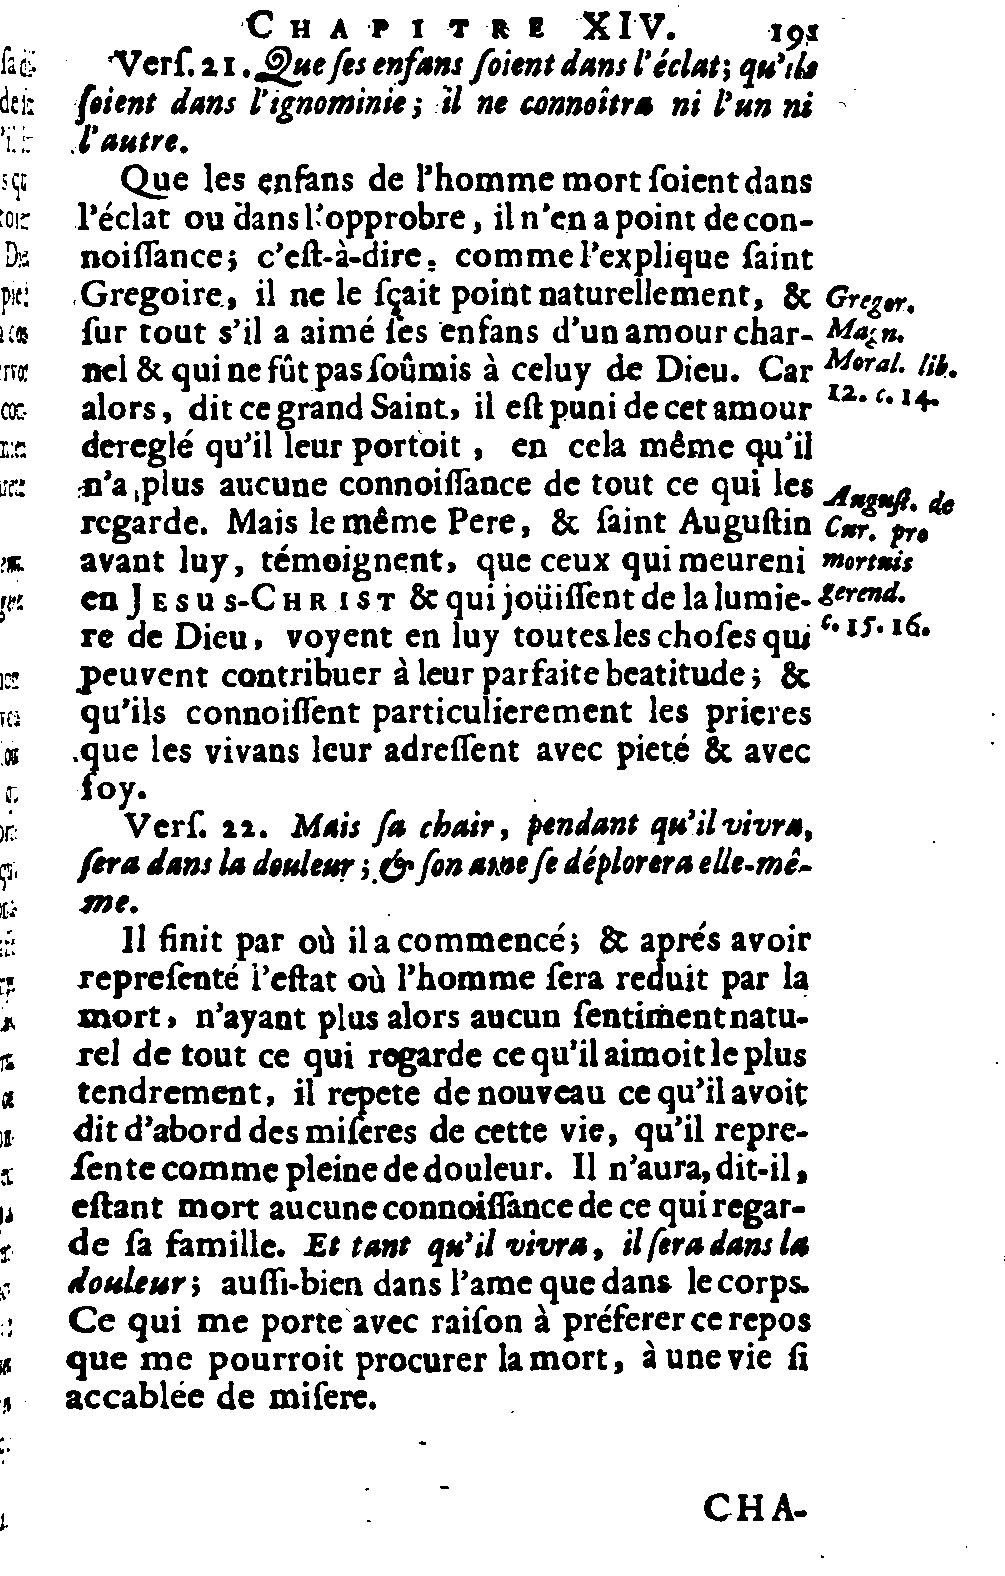 CHAPITRE XIV. 191
Verſ. 21. Que ſes enfans ſoient dans l'éclat; qu'ils
ſoient dans l'ignominie; il ne connoîtra ni l'un ni
l'autre.
Que les enfans de l'homme mort ſoient dans
l'éclat ou dans l'opprobre, il n'en a point de con-
noiſſance; c'eſt-à-dire, comme l'explique ſaint
Gregoire, il ne le ſçait point naturellement, &
ſur tout s'il a aimé ſes enfans d'un amour char-
nel & qui ne fût pas ſoûmis à celuy de Dieu. Car
alors, dit ce grand Saint, il eſt puni de cet amour
dereglé qu'il leur portoit, en cela même qu'il
n'a plus aucune connoiſſance de tout ce qui les
regarde. Mais le même Pere, & ſaint Auguſtin
avant luy, témoignent, que ceux qui meureni
en JESUS-CHRIST & qui joüiſſent de la lumie-
re de Dieu, voyent en luy toutes les choſes qui
peuvent contribuer à leur parfaite beatitude; &
qu'ils connoiſſent particulierement les prieres
que les vivans leur adreſſent avec pieté & avec
foy.
Gregor.
Magn.
Moral. lib.
12. c. 14.
Auguſt. de
Cur. pro
mortuis
gerend.
c. 15. 16.
Verſ. 22. Mais ſa chair, pendant qu'il vivra,
ſera dans la douleur; & ſon ame ſe déplorera elle-mê-
me.
Il finit par où il a commencé; & aprés avoir
repreſenté l'eſtat où l'homme ſera reduit par la
mort, n'ayant plus alors aucun ſentiment natu-
rel de tout ce qui regarde ce qu'il aimoit le plus
tendrement, il repete de nouveau ce qu'il avoit
dit d'abord des miſeres de cette vie, qu'il repre-
ſente comme pleine de douleur. Il n'aura, dit-il,
eſtant mort aucune connoiſſance de ce qui regar-
de ſa famille. Et tant qu'il vivra, il ſera dans la
douleur; auſſi-bien dans l'ame que dans le corps.
Ce qui me porte avec raiſon à préferer ce repos
que me pourroit procurer la mort, à une vie ſi
accablée de miſere.
CHA-